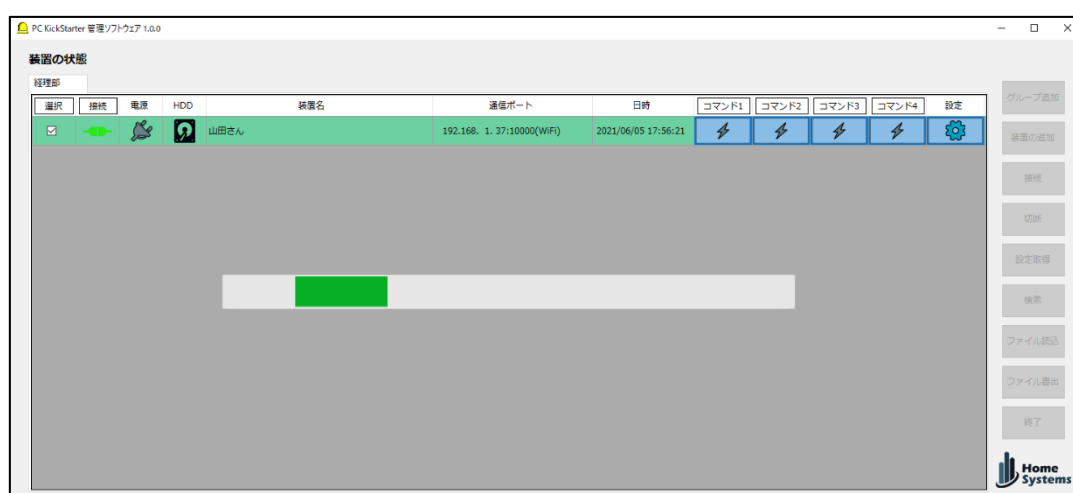 PC KickStarter 管理ソフトウェア 1.0.0
装置の状態
経理部
選択 接続 電源 HDD 装置名 通信ポート 日時 コマンド1 コマンド2 コマンド3 コマンド4 設定
山田さん 192.168. 1. 37:10000(WiFi) 2021/06/05 17:56:21
グループ追加
装置の追加
接続
切断
設定取得
検索
ファイル読込
ファイル書出
終了
Home
Systems